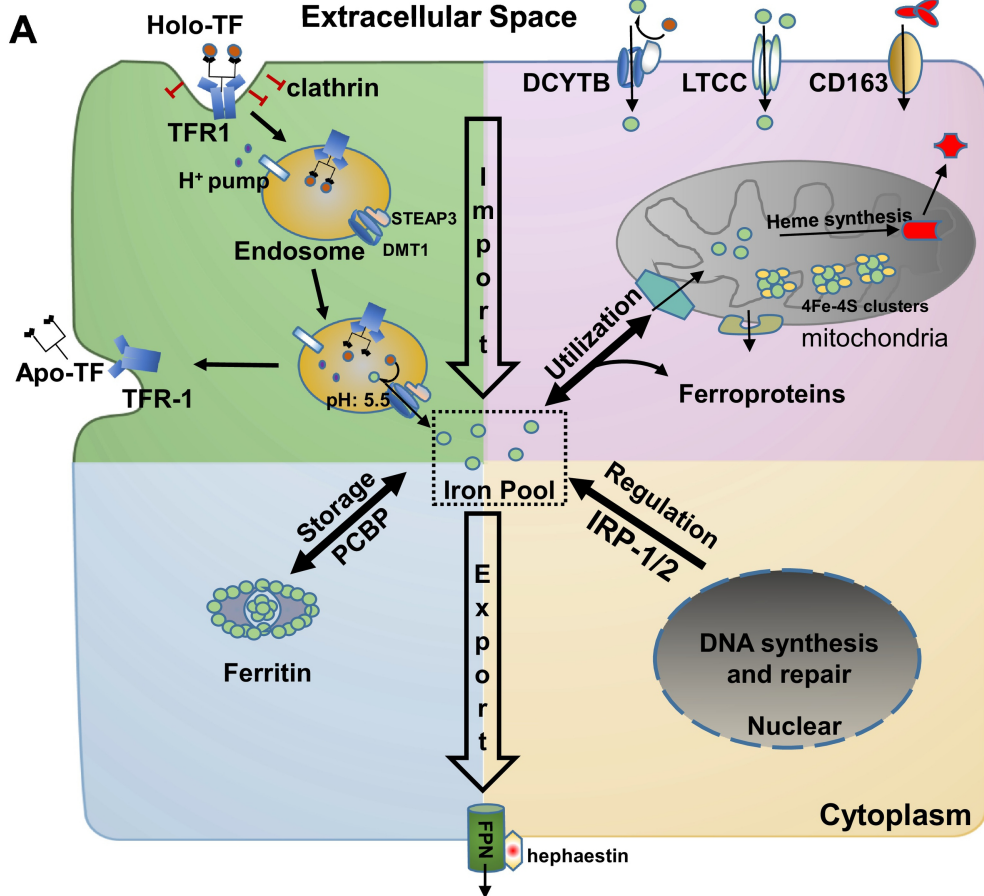 A
Extracellular Space
Holo-TF
clathrin
TFR1
H+ pump
STEAP3
DMT1
Endosome
Apo-TF
TFR-1
pH: 5.5
Import
DCYTB
LTCC
CD163
Heme synthesis
4Fe-4S clusters
mitochondria
Utilization
Ferroproteins
Iron Pool
Storage
PCBP
Ferritin
Regulation
IRP-1/2
Export
DNA synthesis
and repair
Nuclear
Cytoplasm
FPN
hephaestin